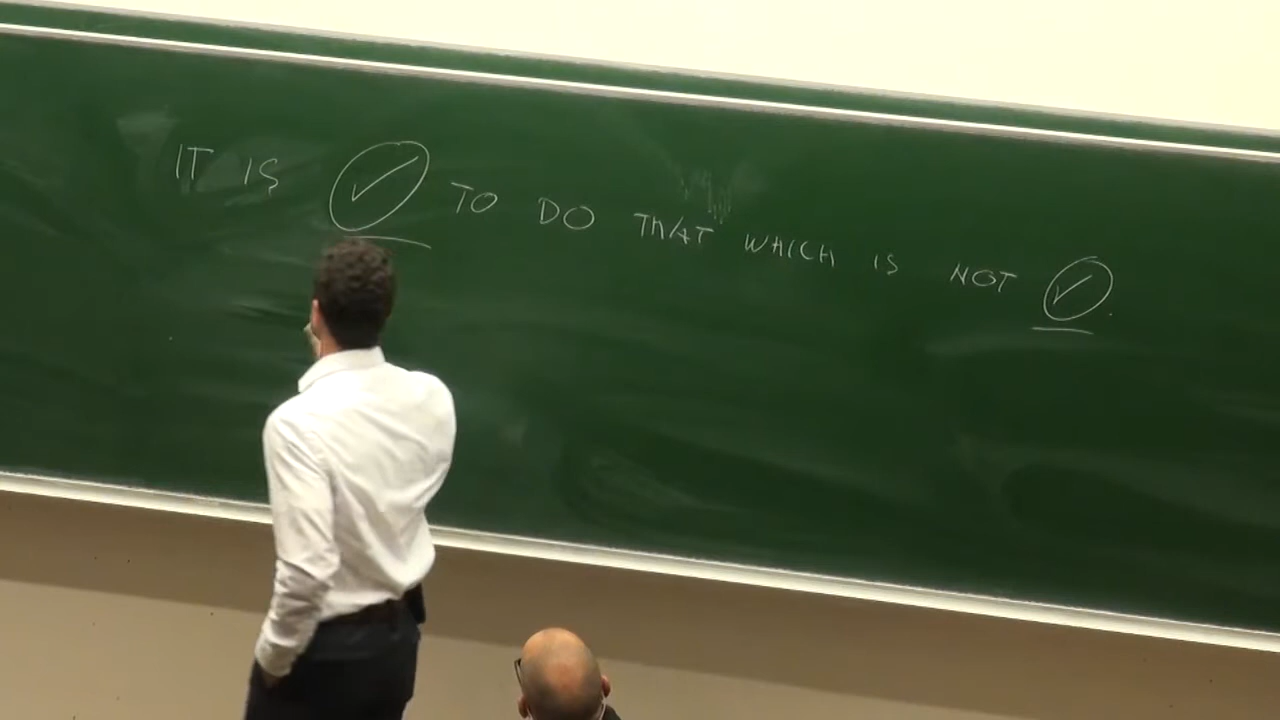 IT IS ✓ TO DO THAT WHICH IS NOT ✓.